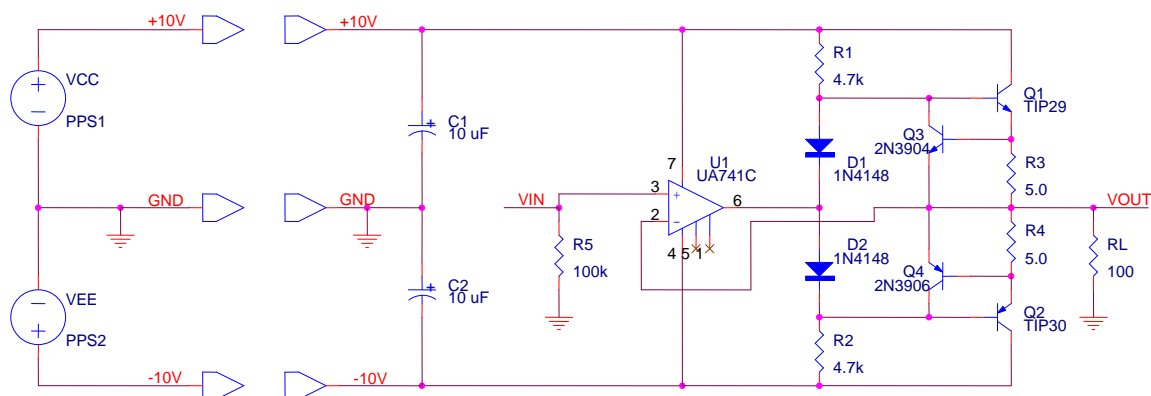 +10V
+10V
VCC
PPS1
R1
4.7k
Q1
TIP29
C1
10 uF
Q3
2N3904
7
U1
UA741C
D1
1N4148
R3
5.0
GND
GND
VIN
3
+
2
−
6
VOUT
4
5
1
R5
100k
D2
1N4148
R4
5.0
RL
100
VEE
PPS2
C2
10 uF
Q4
2N3906
Q2
TIP30
R2
4.7k
-10V
-10V